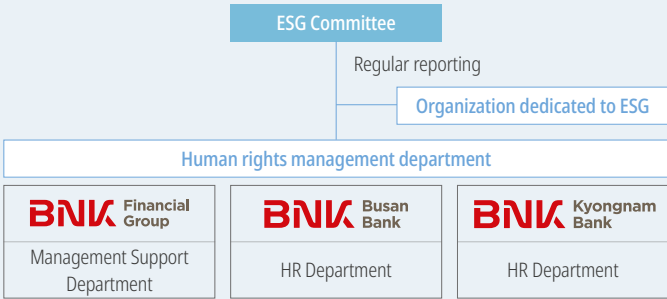 ESG Committee
Regular reporting
Organization dedicated to ESG
Human rights management department
BNK Financial
Group
BNK Busan
Bank
BNK Kyongnam
Bank
Management Support
Department
HR Department
HR Department